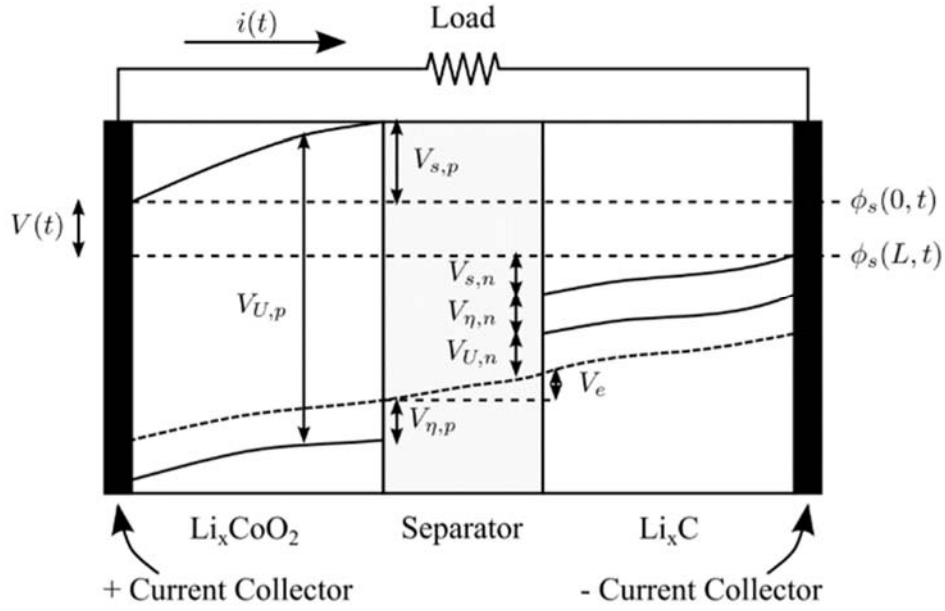 Load
i(t)
V_{s,p}
ϕ_s(0, t)
V(t)
ϕ_s(L, t)
V_{s,n}
V_{U,p}
V_{η,n}
V_{U,n}
V_e
V_{η,p}
Li_xCoO_2 Separator Li_xC
+ Current Collector - Current Collector